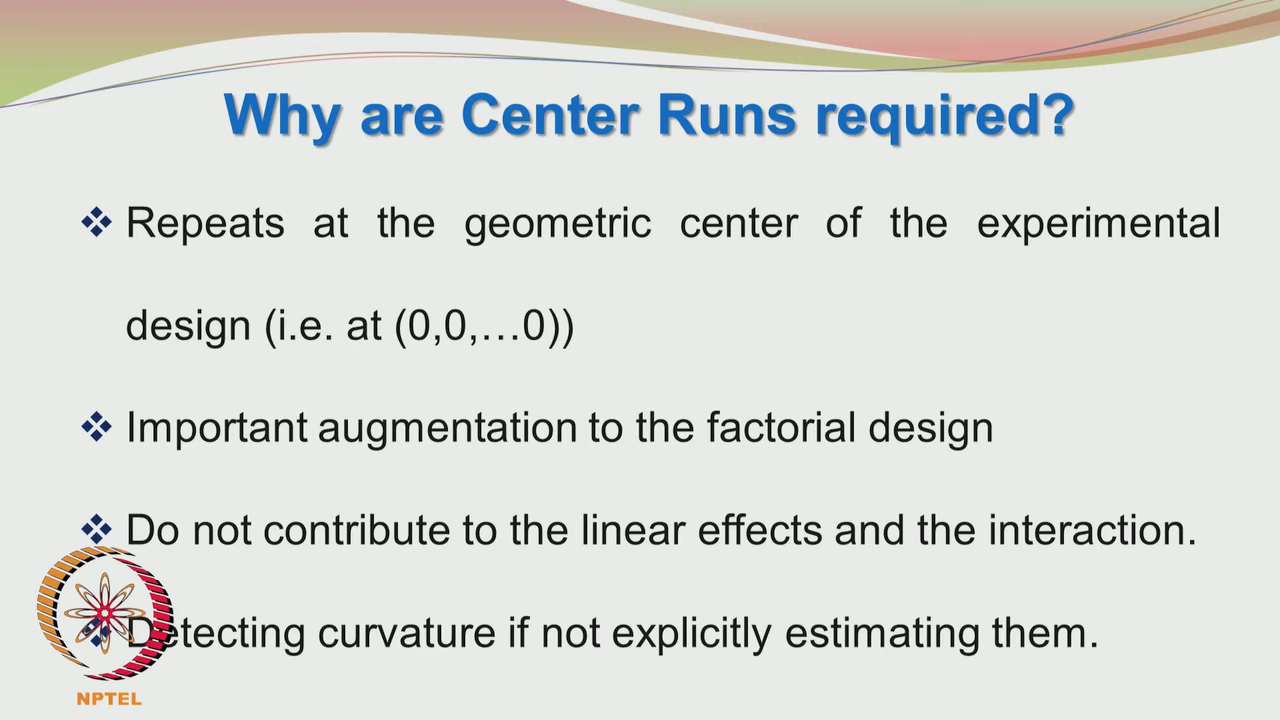 Why are Center Runs required?
Repeats at the geometric center of the experimental
design (i.e. at (0,0,…0))
Important augmentation to the factorial design
Do not contribute to the linear effects and the interaction.
Detecting curvature if not explicitly estimating them.
NPTEL